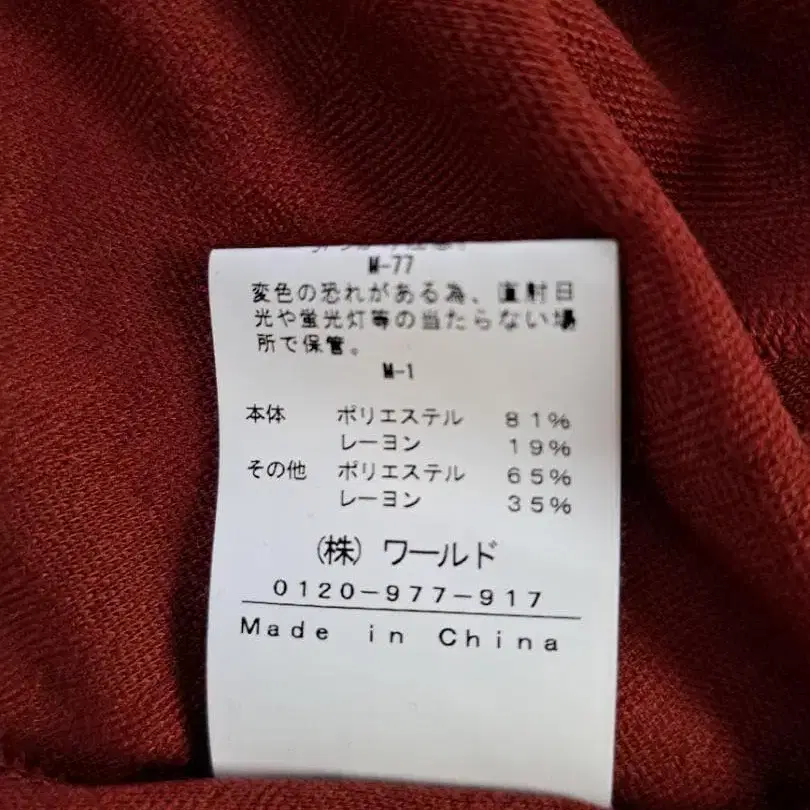 M-77
変色の恐れがある為、直射日
光や蛍光灯等の当たらない場
所で保管。
M-1
本体 ポリエステル 81%
レーヨン 19%
その他 ポリエステル 65%
レーヨン 35%
(株) ワールド
0120-977-917
Made in China